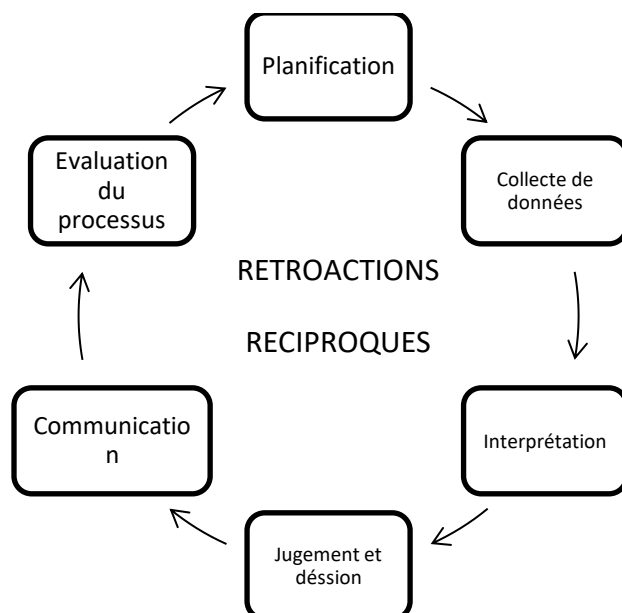 Planification
Evaluation
du
processus
Collecte de
données
RETROACTIONS
RECIPROQUES
Communicatio
n
Interprétation
Jugement et
déssion